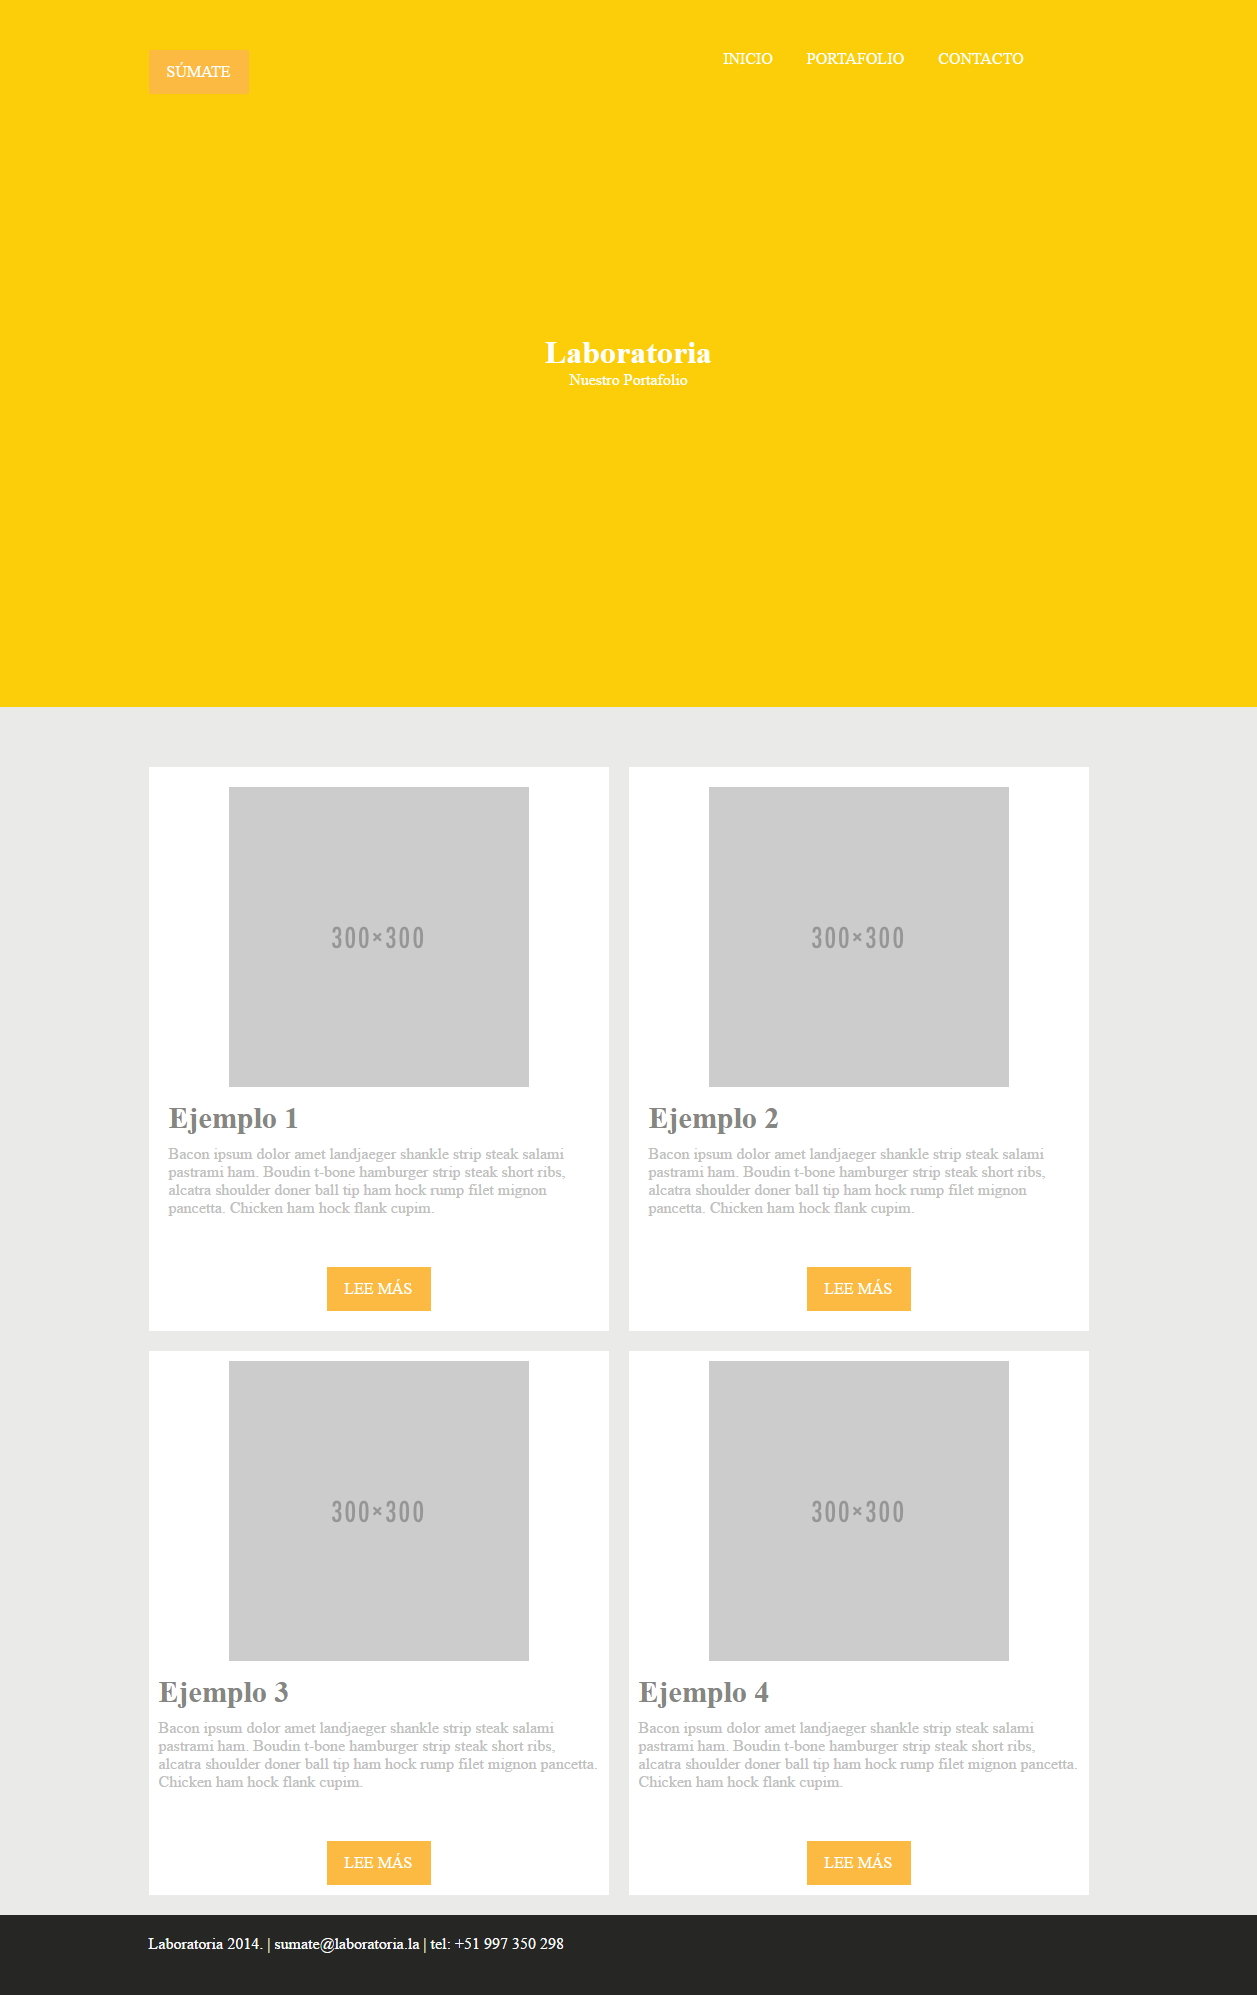 SÚMATE
INICIO PORTAFOLIO CONTACTO
Laboratoria
Nuestro Portafolio
300×300
Ejemplo 1
Bacon ipsum dolor amet landjaeger shankle strip steak salami
pastrami ham. Boudin t-bone hamburger strip steak short ribs,
alcatra shoulder doner ball tip ham hock rump filet mignon
pancetta. Chicken ham hock flank cupim.
LEE MÁS
300×300
Ejemplo 2
Bacon ipsum dolor amet landjaeger shankle strip steak salami
pastrami ham. Boudin t-bone hamburger strip steak short ribs,
alcatra shoulder doner ball tip ham hock rump filet mignon
pancetta. Chicken ham hock flank cupim.
LEE MÁS
300×300
Ejemplo 3
Bacon ipsum dolor amet landjaeger shankle strip steak salami
pastrami ham. Boudin t-bone hamburger strip steak short ribs,
alcatra shoulder doner ball tip ham hock rump filet mignon pancetta.
Chicken ham hock flank cupim.
LEE MÁS
300×300
Ejemplo 4
Bacon ipsum dolor amet landjaeger shankle strip steak salami
pastrami ham. Boudin t-bone hamburger strip steak short ribs,
alcatra shoulder doner ball tip ham hock rump filet mignon pancetta.
Chicken ham hock flank cupim.
LEE MÁS
Laboratoria 2014. | sumate@laboratoria.la | tel: +51 997 350 298